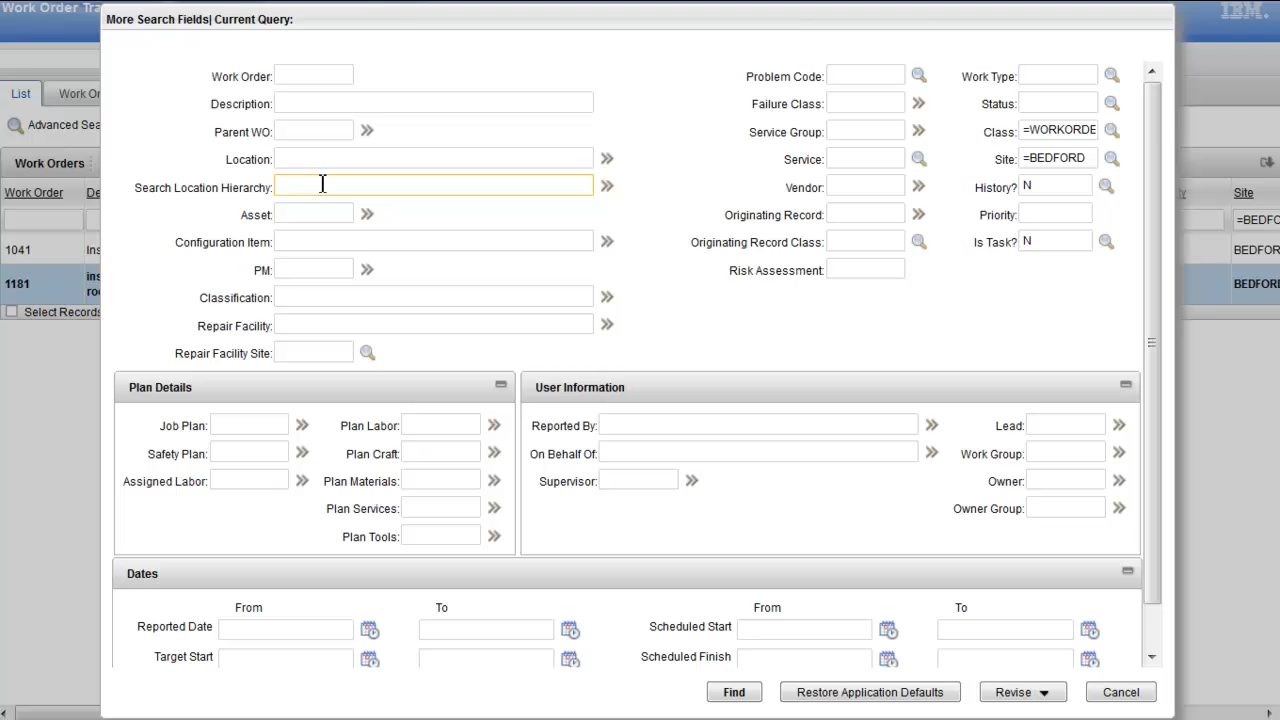 Work Order Tra
IBM.
More Search Fields| Current Query:
List
Work Or
Advanced Sea
Work Orders
Work Order
De
Site
=BEDFO
1041
Ins
BEDFORD
1181
ins
roo
BEDFORD
Select Records
Work Order:
Description:
Parent WO:
Location:
Search Location Hierarchy:
Asset:
Configuration Item:
PM:
Classification:
Repair Facility:
Repair Facility Site:
Problem Code:
Failure Class:
Service Group:
Service:
Vendor:
Originating Record:
Originating Record Class:
Risk Assessment:
Work Type:
Status:
Class: =WORKORDE
Site: =BEDFORD
History? N
Priority:
Is Task? N
Plan Details
Job Plan:
Safety Plan:
Assigned Labor:
Plan Labor:
Plan Craft:
Plan Materials:
Plan Services:
Plan Tools:
User Information
Reported By:
On Behalf Of:
Supervisor:
Lead:
Work Group:
Owner:
Owner Group:
Dates
From To From To
Reported Date Scheduled Start
Target Start Scheduled Finish
Find Restore Application Defaults Revise Cancel